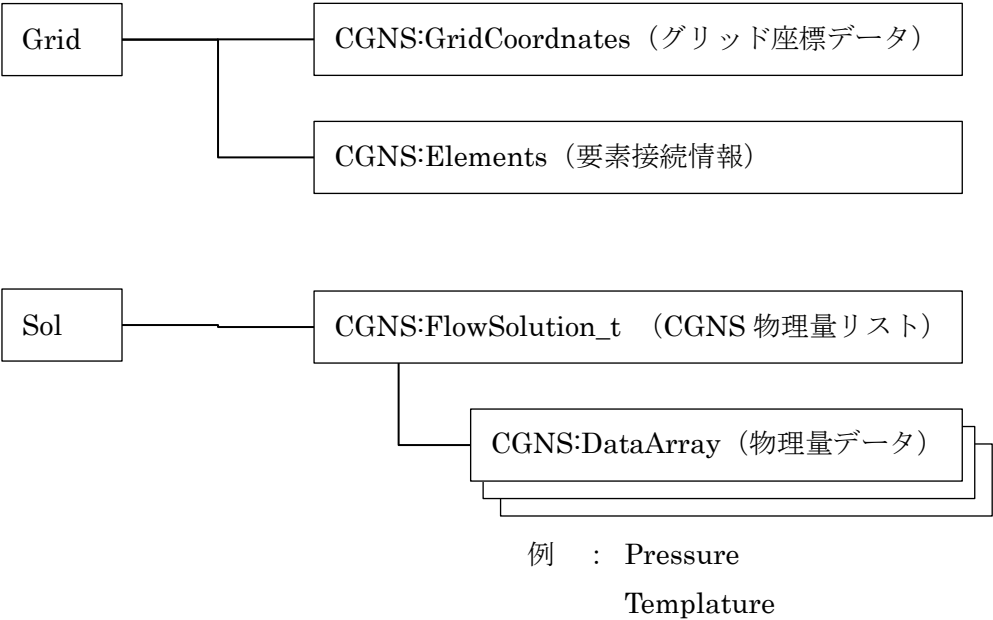 Grid
CGNS:GridCoordnates（グリッド座標データ）
CGNS:Elements（要素接続情報）
Sol
CGNS:FlowSolution_t （CGNS 物理量リスト）
CGNS:DataArray（物理量データ）
例 : Pressure
Templature